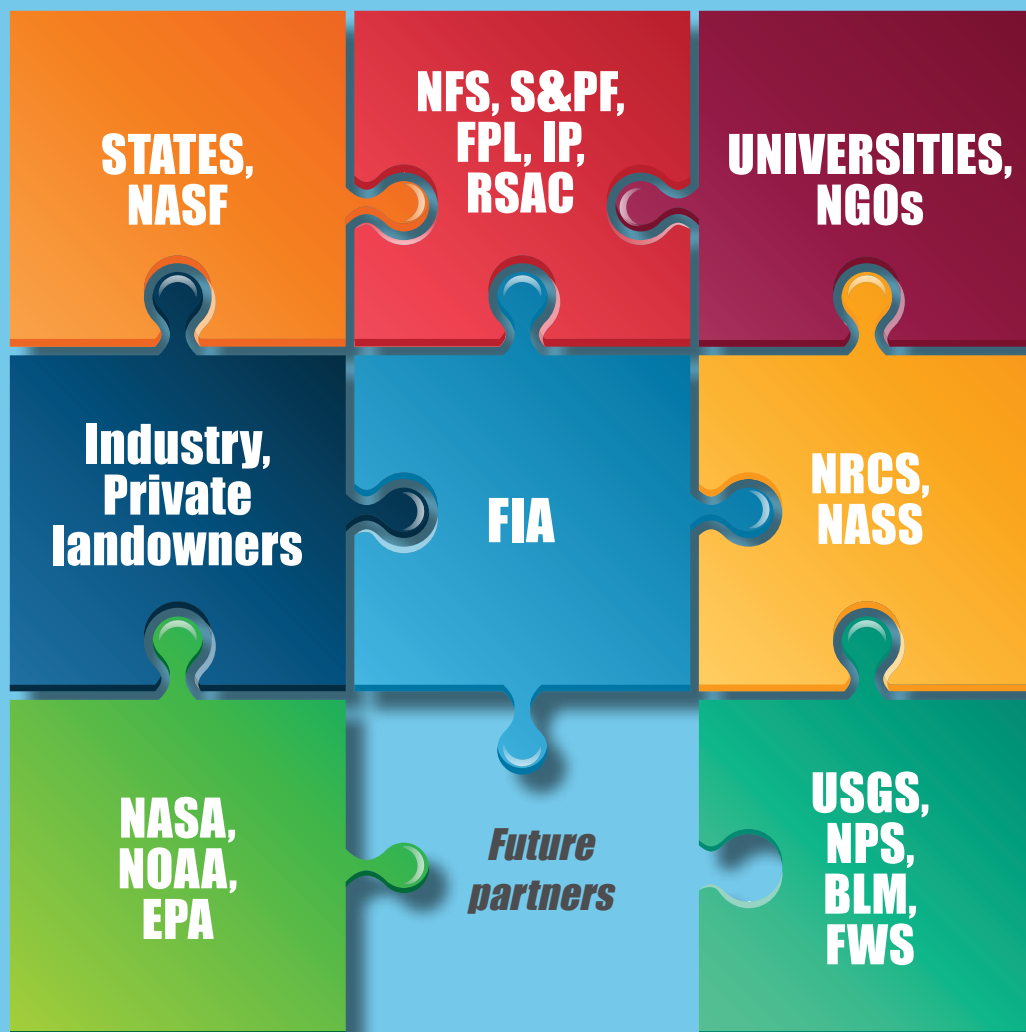 STATES,
NASF
NFS, S&PF,
FPL, IP,
RSAC
UNIVERSITIES,
NGOs
Industry,
Private
landowners
FIA
NRCS,
NASS
NASA,
NOAA,
EPA
Future
partners
USGS,
NPS,
BLM,
FWS